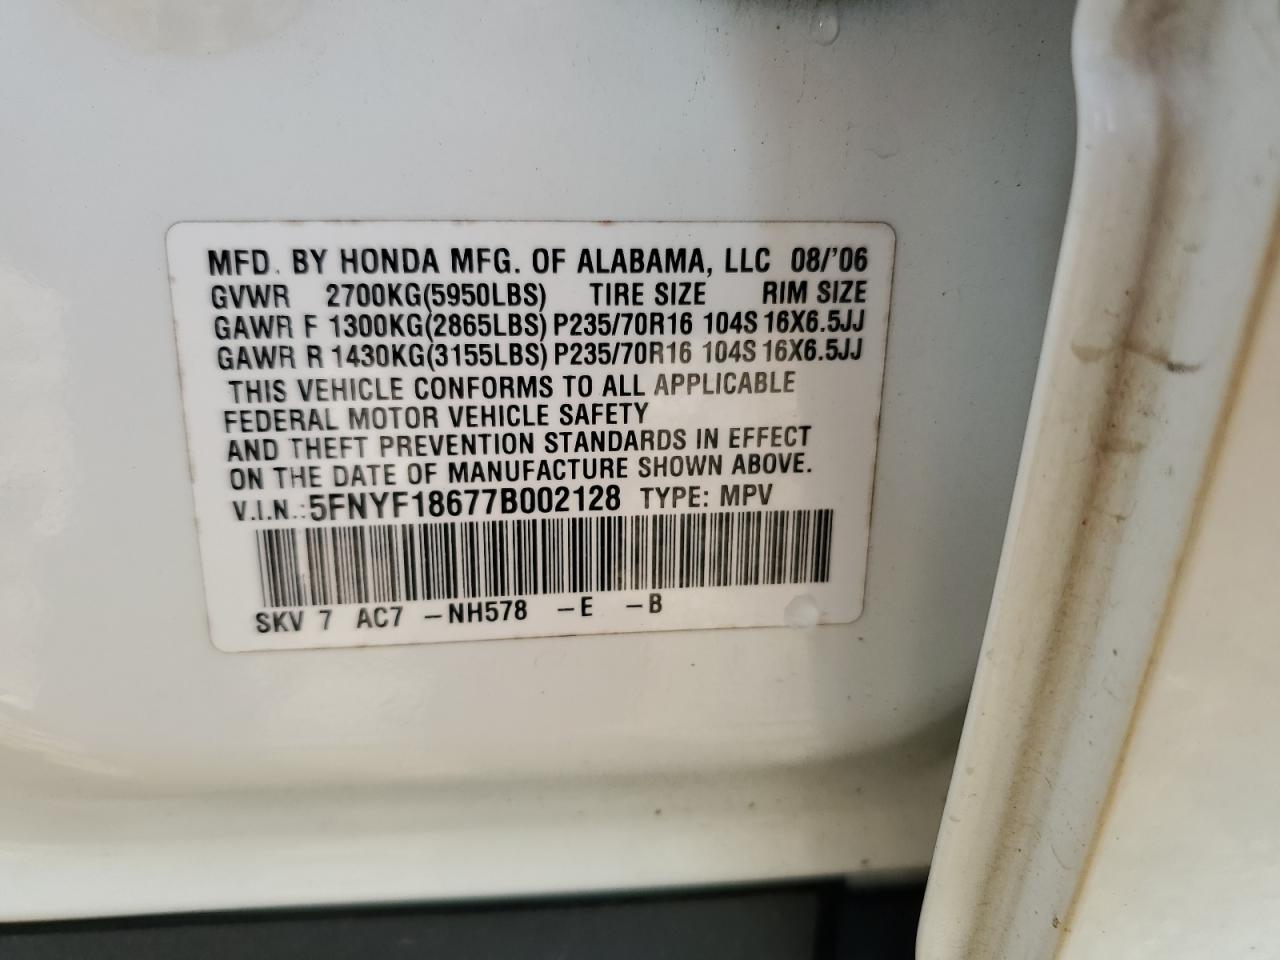 MFD. BY HONDA MFG. OF ALABAMA, LLC 08/'06
GVWR 2700KG(5950LBS) TIRE SIZE RIM SIZE
GAWR F 1300KG(2865LBS) P235/70R16 104S 16X6.5JJ
GAWR R 1430KG(3155LBS) P235/70R16 104S 16X6.5JJ
THIS VEHICLE CONFORMS TO ALL APPLICABLE
FEDERAL MOTOR VEHICLE SAFETY
AND THEFT PREVENTION STANDARDS IN EFFECT
ON THE DATE OF MANUFACTURE SHOWN ABOVE.
V.I.N.:5FNYF18677B002128 TYPE: MPV
SKV 7 AC7 -NH578 -E -B